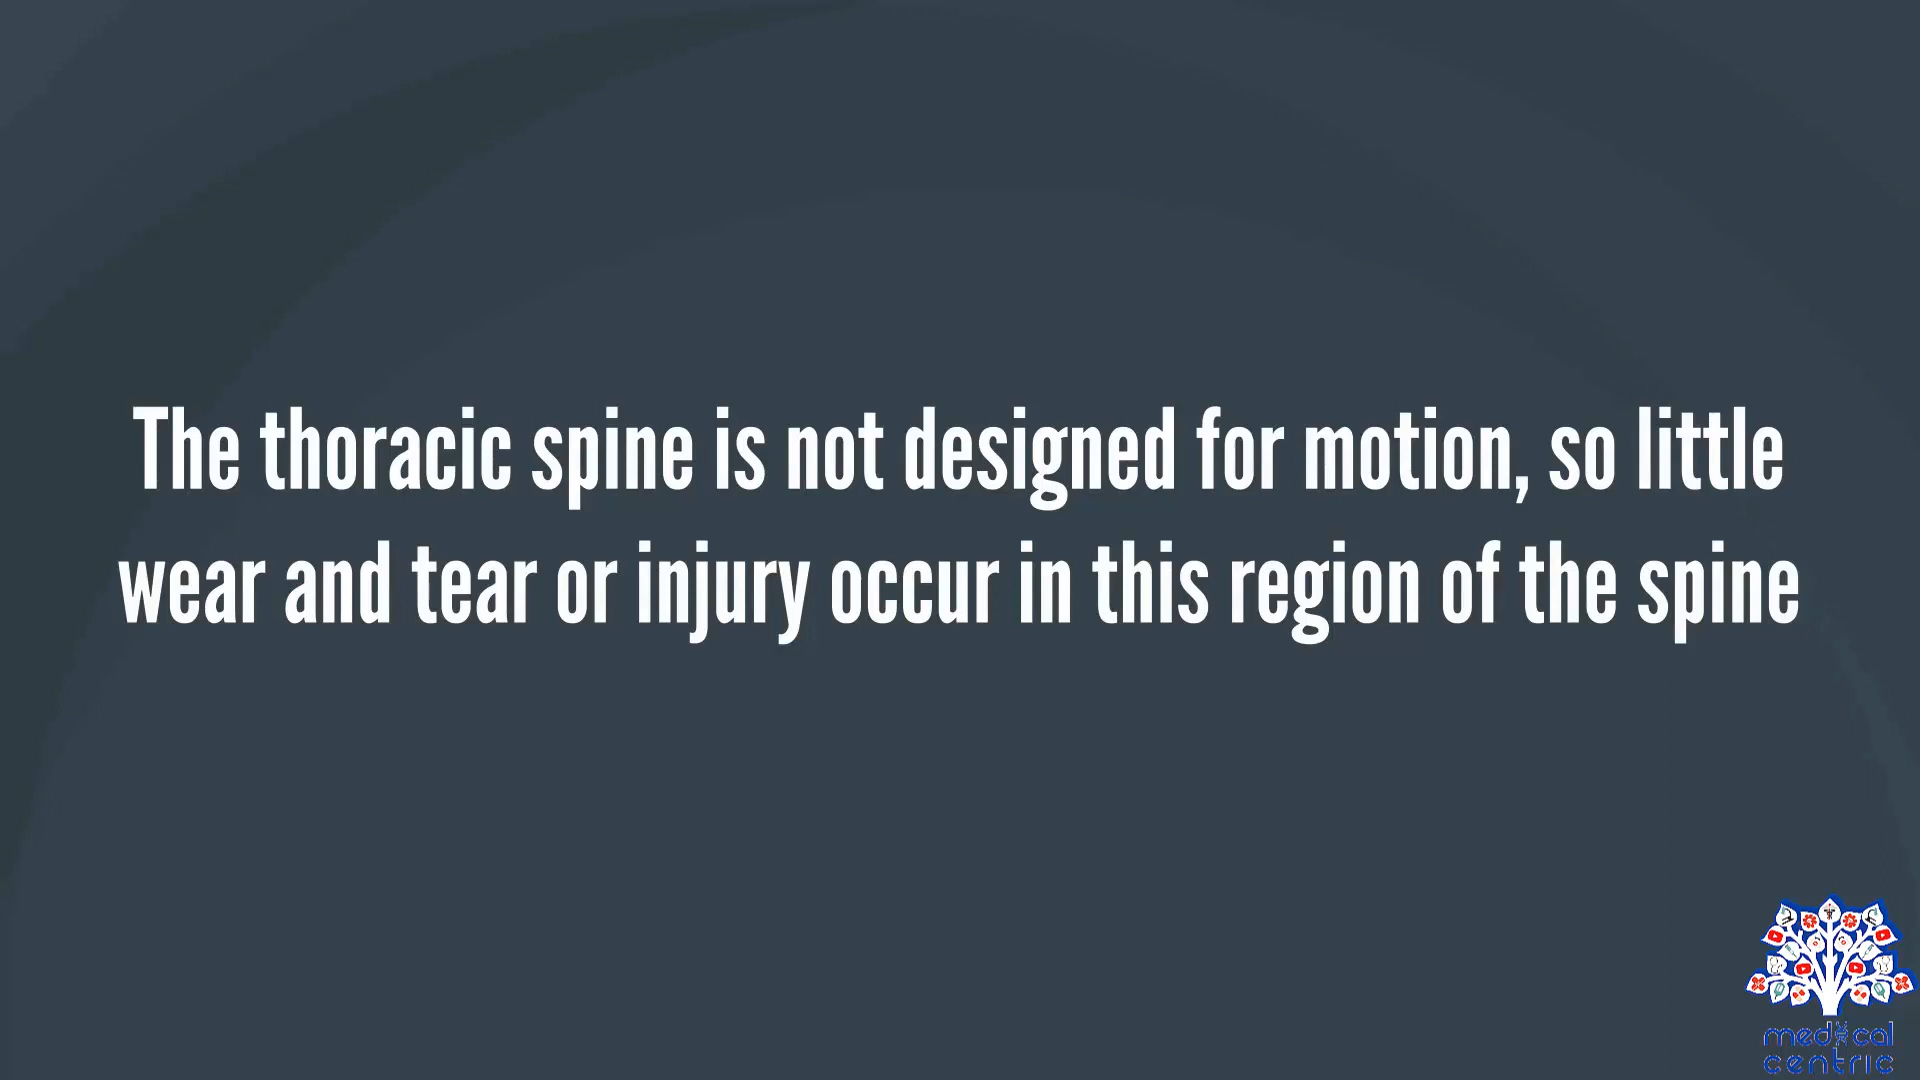 The thoracic spine is not designed for motion, so little
wear and tear or injury occur in this region of the spine
medical
centric